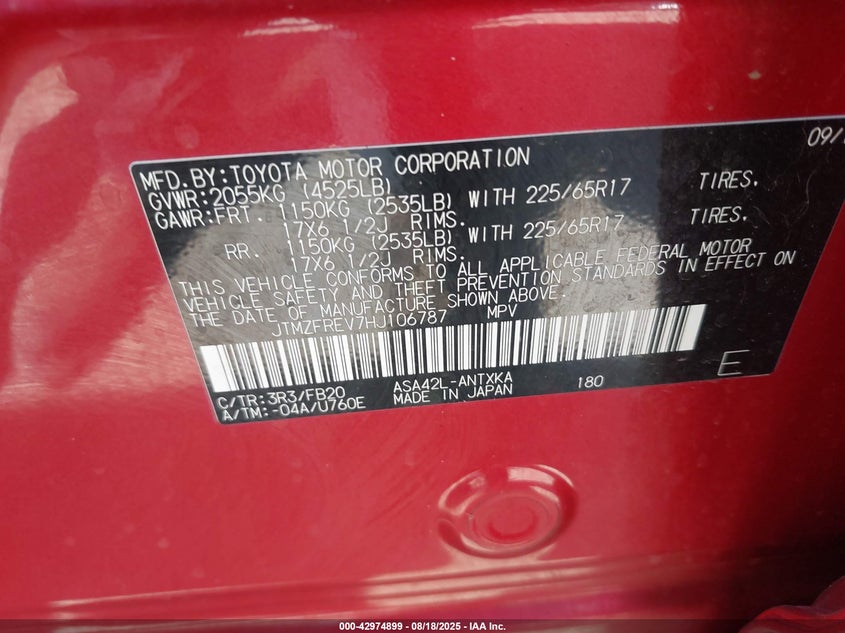 09/
MFD.BY:TOYOTA MOTOR CORPORATION
GVWR:2055KG (4525LB)
GAWR:FRT. 1150KG (2535LB) WITH 225/65R17 TIRES.
17X6 1/2J RIMS.
RR. 1150KG (2535LB) WITH 225/65R17 TIRES.
17X6 1/2J RIMS.
THIS VEHICLE CONFORMS TO ALL APPLICABLE FEDERAL MOTOR
VEHICLE SAFETY AND THEFT PREVENTION STANDARDS IN EFFECT ON
THE DATE OF MANUFACTURE SHOWN ABOVE.
JTMZFREV7HJ106787 MPV
E
C/TR:3R3/FB20 ASA42L-ANTXKA 180
A/TM:-04A/U760E MADE IN JAPAN
000-42974899 - 08/18/2025 - IAA Inc.